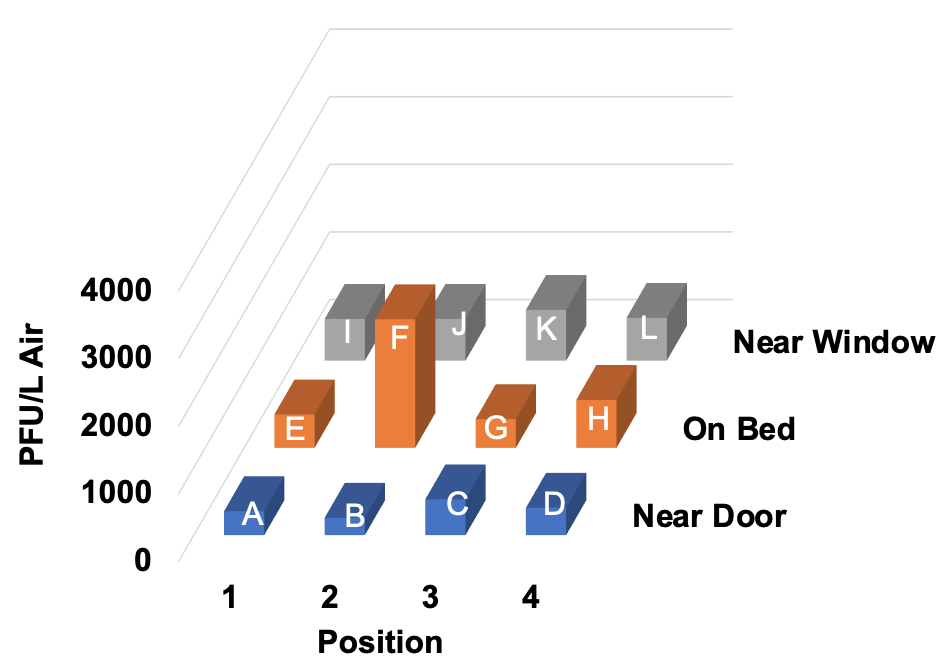 4000
3000
2000
1000
0
PFU/L Air
I
F
J
K
L
Near Window
E
G
H
On Bed
A
B
C
D
Near Door
1
2
3
4
Position